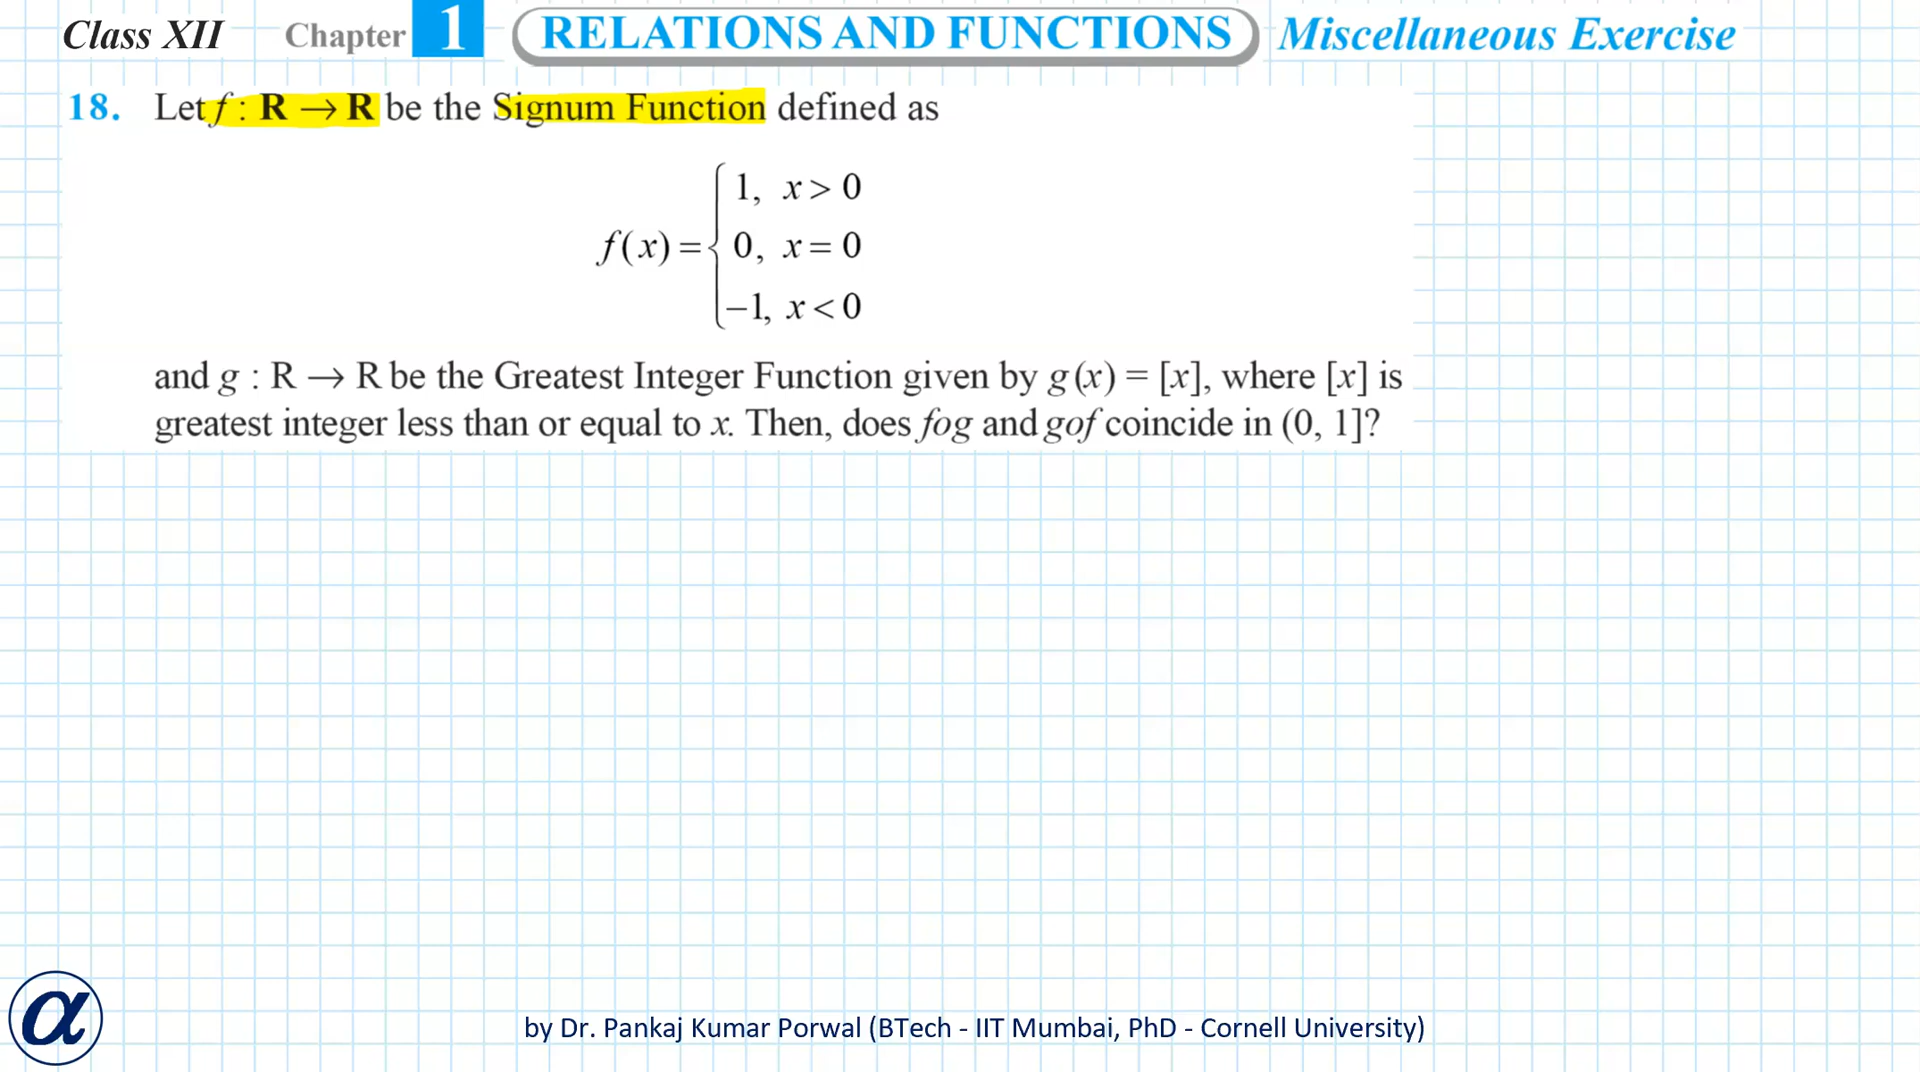 Class XII Chapter 1 RELATIONS AND FUNCTIONS Miscellaneous Exercise
18. Let f : R → R be the Signum Function defined as
1, x > 0
f(x) = { 0, x = 0
−1, x < 0
and g : R → R be the Greatest Integer Function given by g(x) = [x], where [x] is
greatest integer less than or equal to x. Then, does fog and gof coincide in (0, 1]?
α
by Dr. Pankaj Kumar Porwal (BTech - IIT Mumbai, PhD - Cornell University)